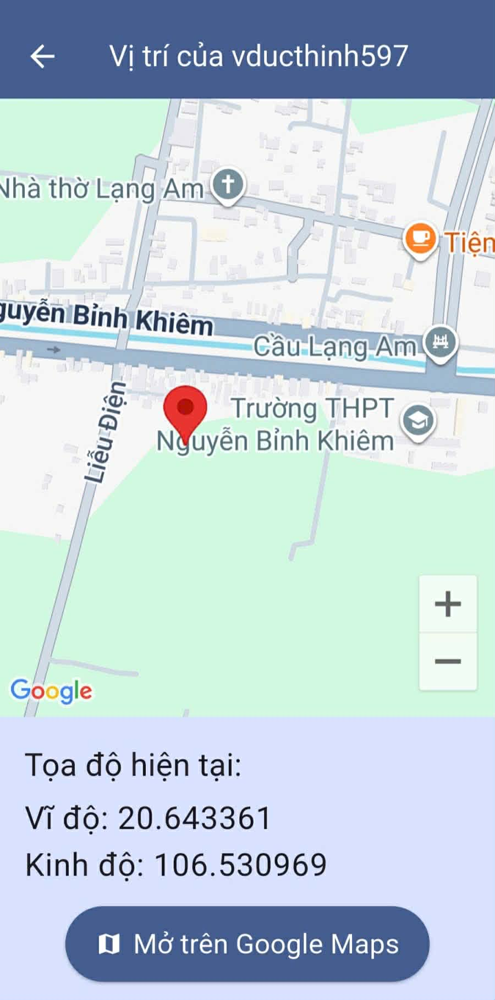 Vị trí của vducthinh597
Nhà thờ Lạng Am
Tiện
guyễn Bỉnh Khiêm
Cầu Lạng Am
Liễu Điện
Trường THPT
Nguyễn Bỉnh Khiêm
Google
Tọa độ hiện tại:
Vĩ độ: 20.643361
Kinh độ: 106.530969
Mở trên Google Maps